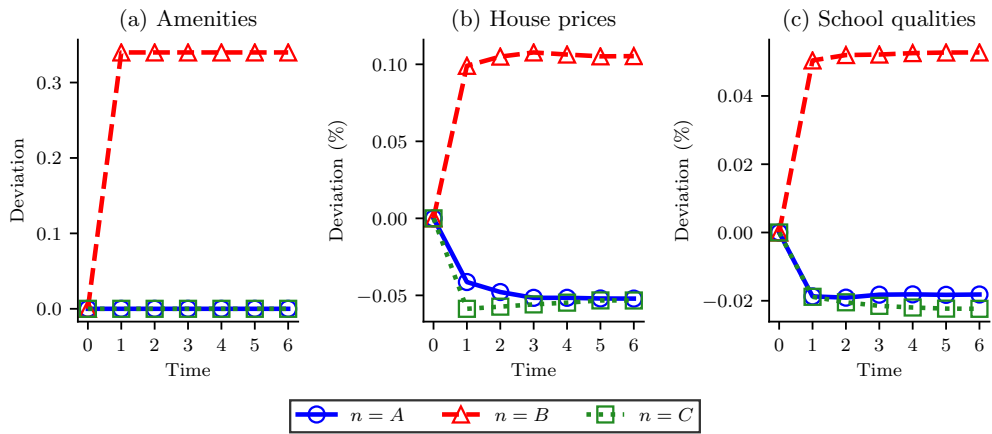 (a) Amenities
(b) House prices
(c) School qualities
Deviation
0.3
0.2
0.1
0.0
0 1 2 3 4 5 6
Time
Deviation (%)
0.10
0.05
0.00
−0.05
0 1 2 3 4 5 6
Time
Deviation (%)
0.04
0.02
0.00
−0.02
0 1 2 3 4 5 6
Time
n = A n = B n = C